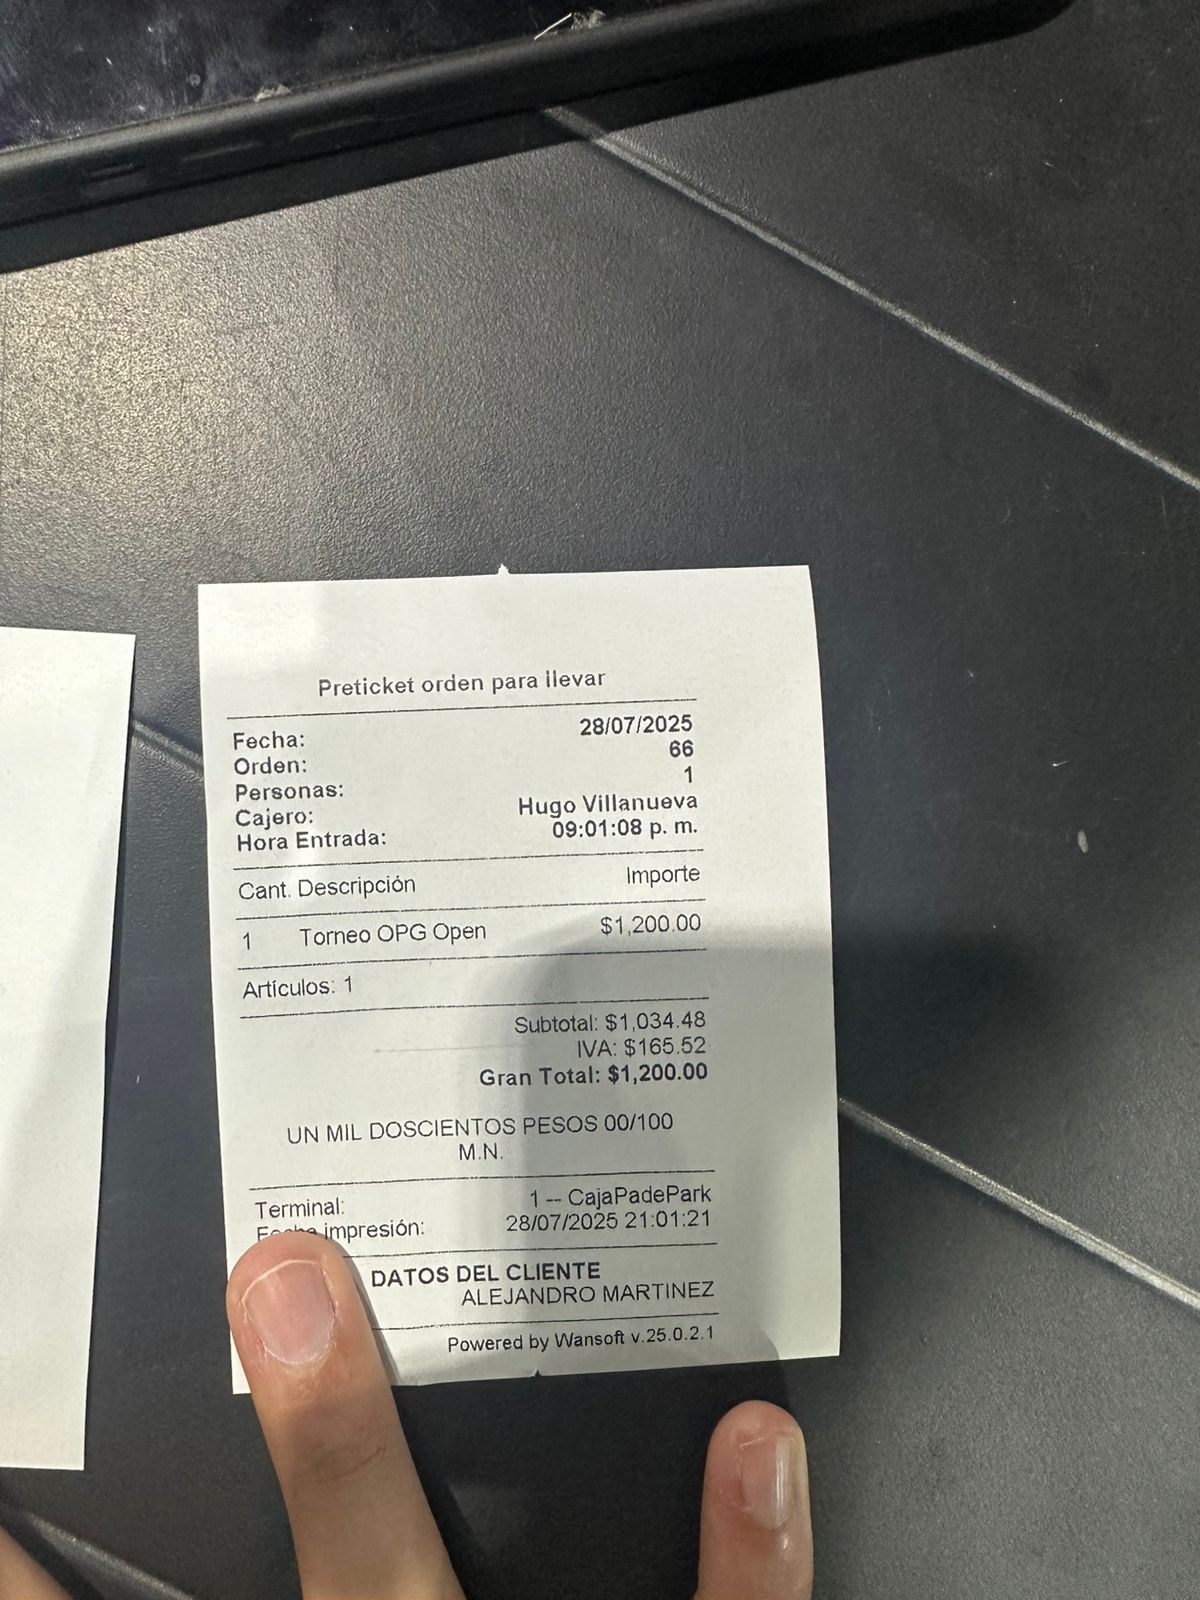 Preticket orden para llevar
Fecha: 28/07/2025
Orden: 66
Personas: 1
Cajero: Hugo Villanueva
Hora Entrada: 09:01:08 p. m.
Cant. Descripción Importe
1 Torneo OPG Open $1,200.00
Artículos: 1
Subtotal: $1,034.48
IVA: $165.52
Gran Total: $1,200.00
UN MIL DOSCIENTOS PESOS 00/100
M.N.
Terminal: 1 -- CajaPadePark
Fecha impresión: 28/07/2025 21:01:21
DATOS DEL CLIENTE
ALEJANDRO MARTINEZ
Powered by Wansoft v.25.0.2.1